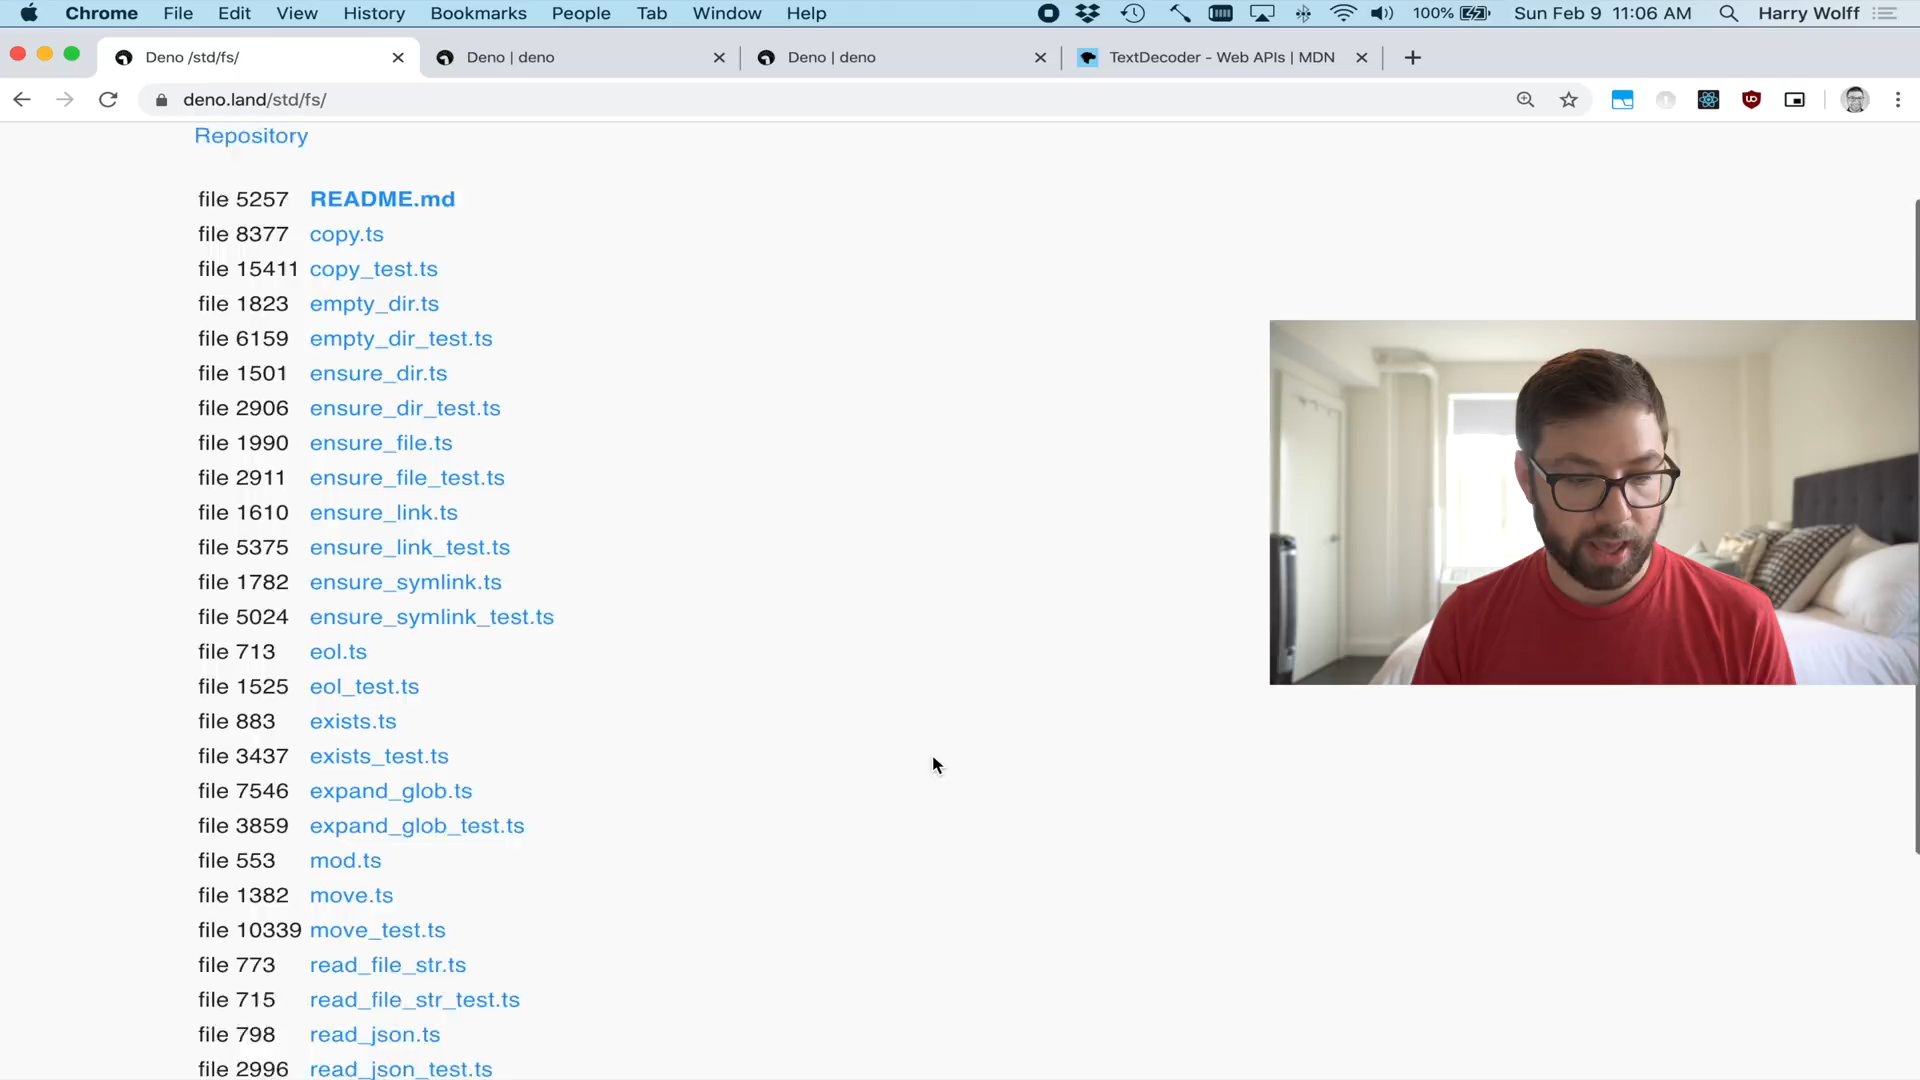 Chrome File Edit View History Bookmarks People Tab Window Help 100% Sun Feb 9 11:06 AM Harry Wolff
Deno /std/fs/ Deno | deno Deno | deno TextDecoder - Web APIs | MDN
deno.land/std/fs/
Repository
file 5257 README.md
file 8377 copy.ts
file 15411 copy_test.ts
file 1823 empty_dir.ts
file 6159 empty_dir_test.ts
file 1501 ensure_dir.ts
file 2906 ensure_dir_test.ts
file 1990 ensure_file.ts
file 2911 ensure_file_test.ts
file 1610 ensure_link.ts
file 5375 ensure_link_test.ts
file 1782 ensure_symlink.ts
file 5024 ensure_symlink_test.ts
file 713 eol.ts
file 1525 eol_test.ts
file 883 exists.ts
file 3437 exists_test.ts
file 7546 expand_glob.ts
file 3859 expand_glob_test.ts
file 553 mod.ts
file 1382 move.ts
file 10339 move_test.ts
file 773 read_file_str.ts
file 715 read_file_str_test.ts
file 798 read_json.ts
file 2996 read_json_test.ts